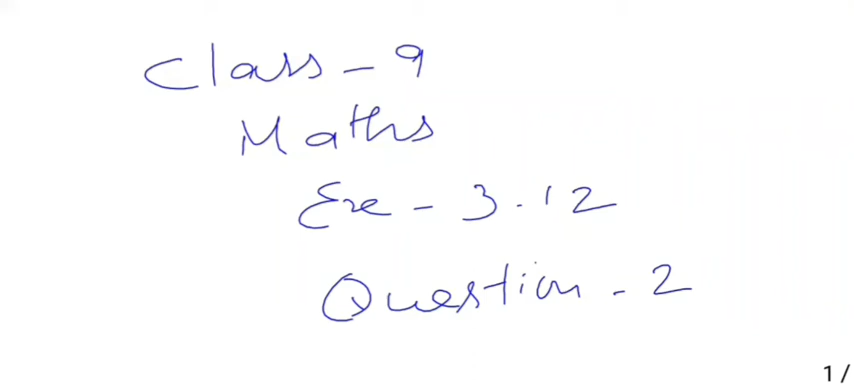 Class - 9
Maths
Exe - 3.12
Question - 2
1/